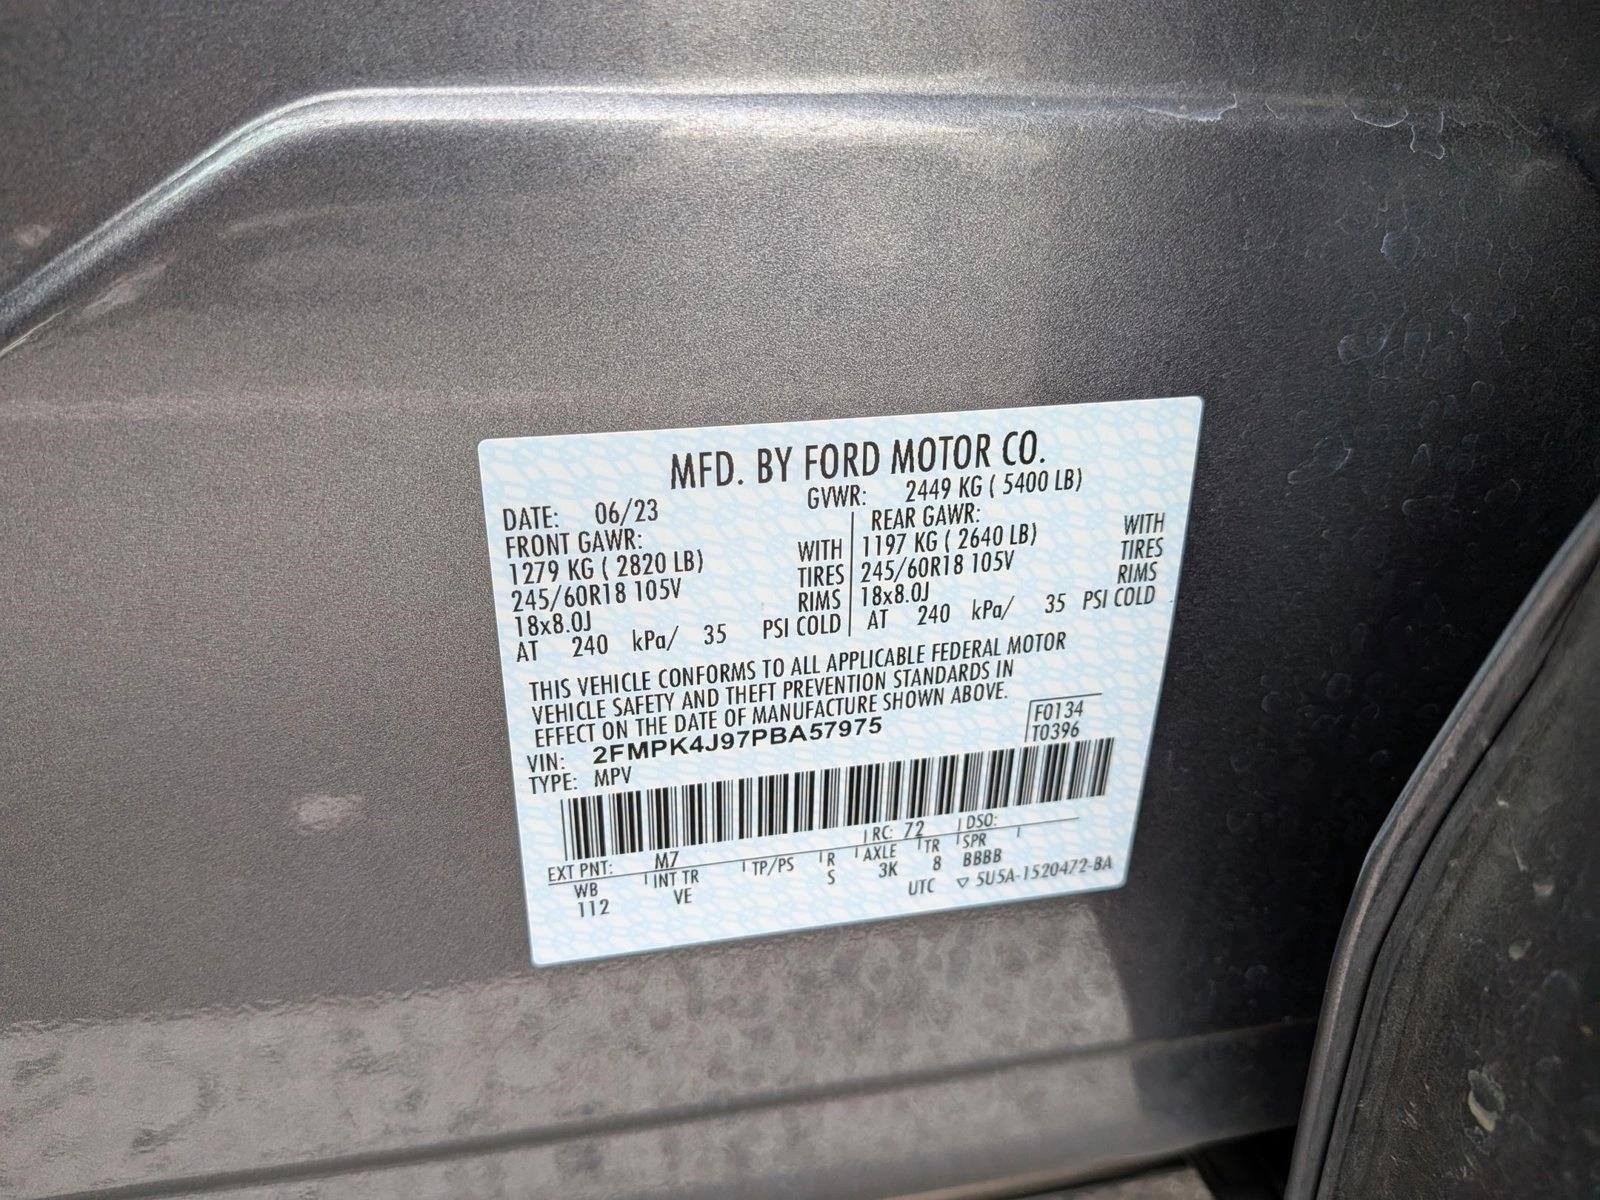 MFD. BY FORD MOTOR CO.
DATE: 06/23 GVWR: 2449 KG ( 5400 LB)
FRONT GAWR: REAR GAWR:
1279 KG ( 2820 LB) WITH 1197 KG ( 2640 LB) WITH
245/60R18 105V TIRES 245/60R18 105V TIRES
18x8.0J RIMS 18x8.0J RIMS
AT 240 kPa/ 35 PSI COLD AT 240 kPa/ 35 PSI COLD
THIS VEHICLE CONFORMS TO ALL APPLICABLE FEDERAL MOTOR
VEHICLE SAFETY AND THEFT PREVENTION STANDARDS IN
EFFECT ON THE DATE OF MANUFACTURE SHOWN ABOVE.
VIN: 2FMPK4J97PBA57975 F0134
TYPE: MPV T0396
EXT PNT: M7 RC: 72 DSO:
WB INT TR TP/PS R AXLE TR SPR
112 VE S 3K 8 BBBB
UTC ▽ 5U5A-1520472-BA